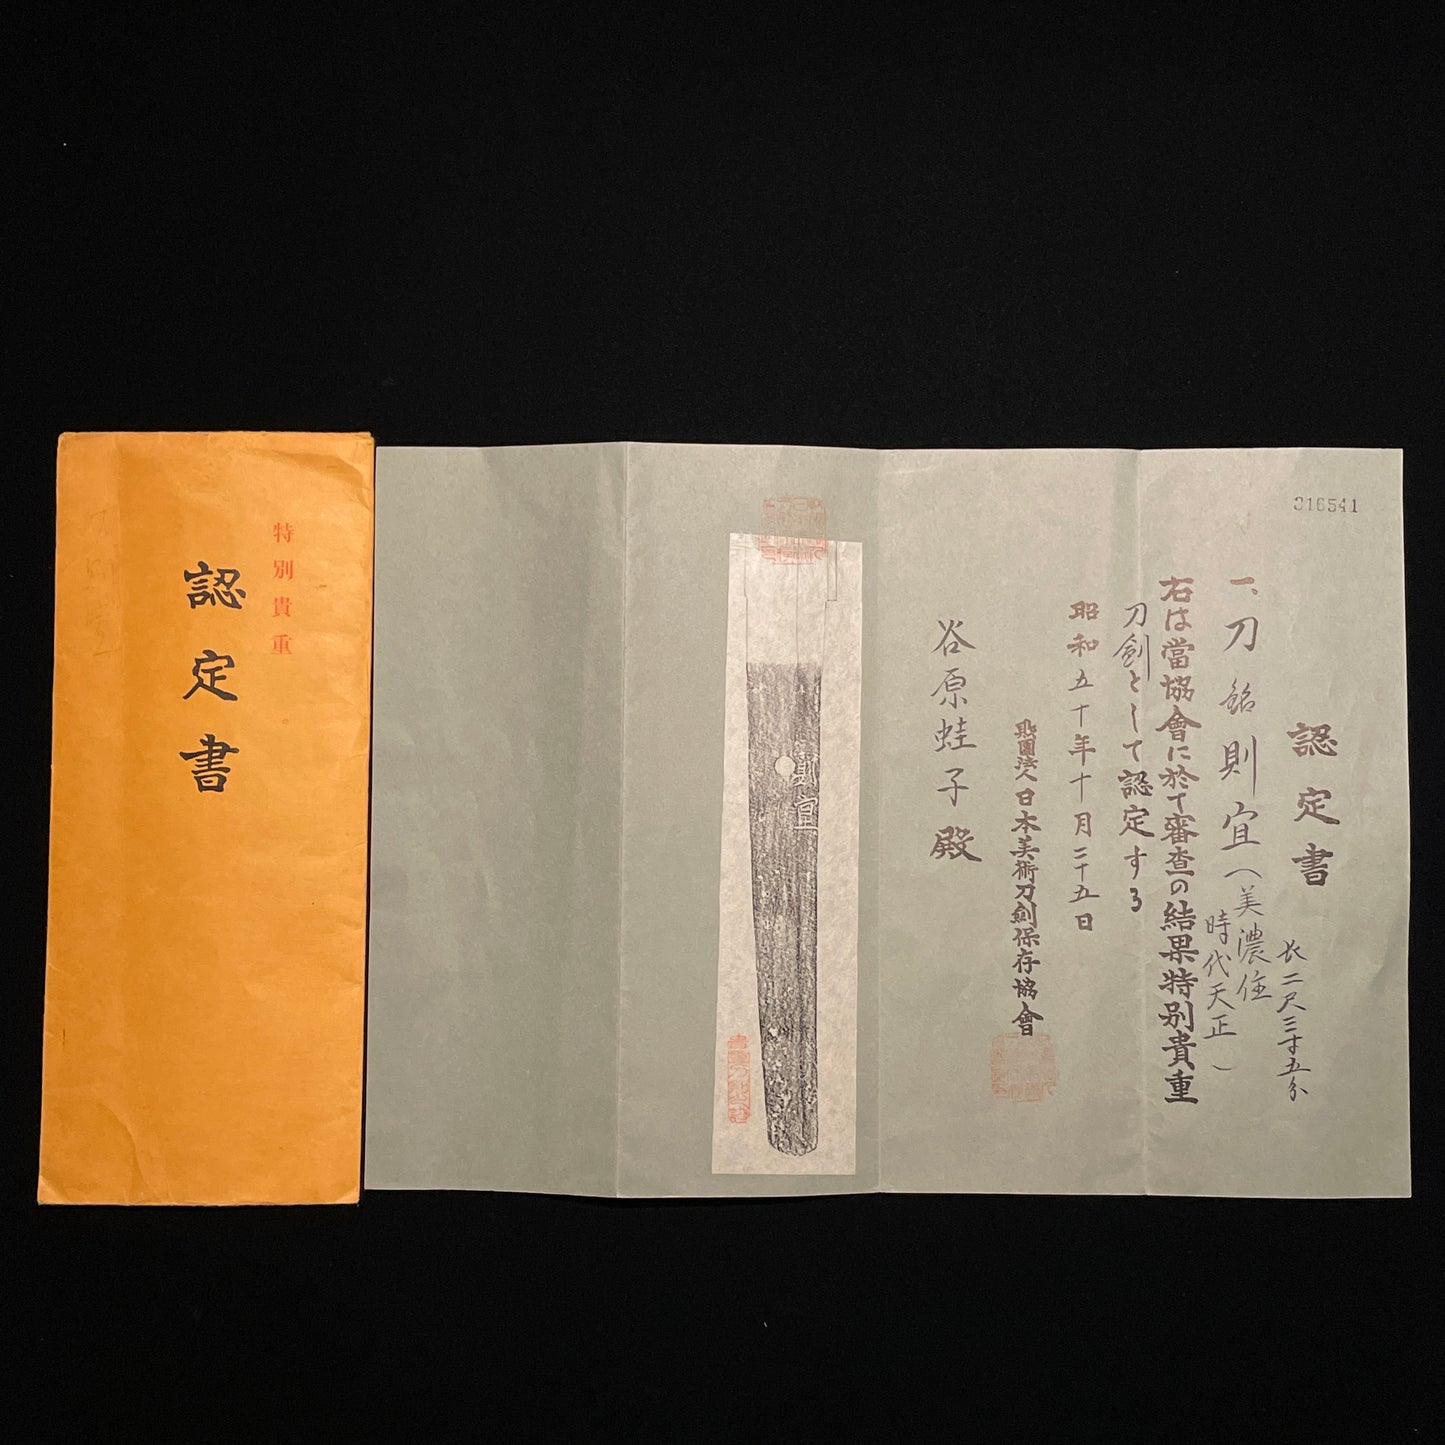 316541
認定書
長二尺三寸五分
一、刀 銘 則宜（美濃住
時代天正）
右は當協會に於て審査の結果特別貴重
刀剣として認定する
昭和五十年十月二十五日
財團法人日本美術刀剣保存協會
谷原蛙子殿
則宜
特別貴重
認定書